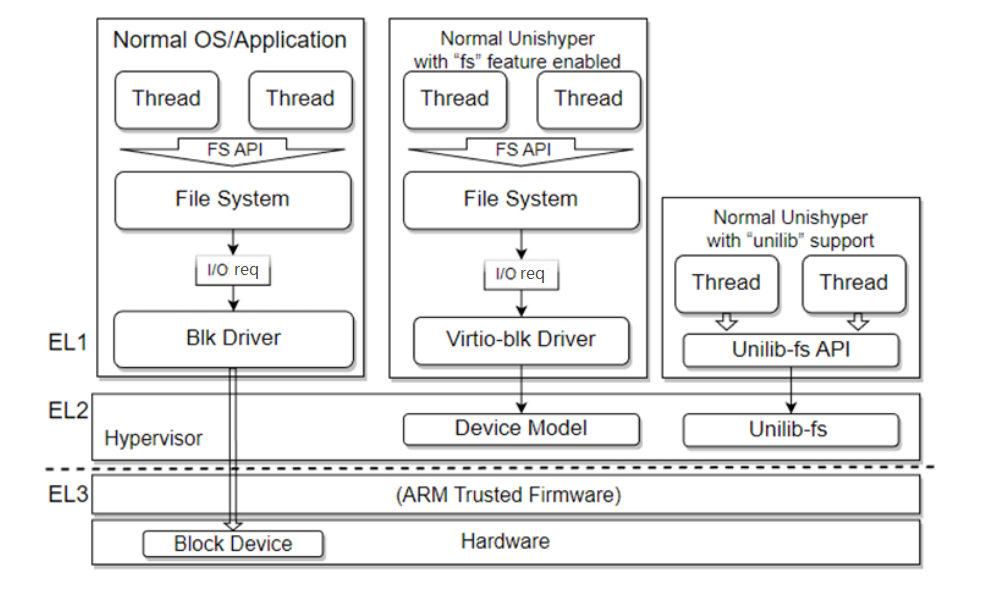 Normal OS/Application
Thread
Thread
FS API
File System
I/O req
Blk Driver
Normal Unishyper
with “fs” feature enabled
Thread
Thread
FS API
File System
I/O req
Virtio-blk Driver
Normal Unishyper
with “unilib” support
Thread
Thread
Unilib-fs API
EL1
EL2
Hypervisor
Device Model
Unilib-fs
EL3
(ARM Trusted Firmware)
Block Device
Hardware